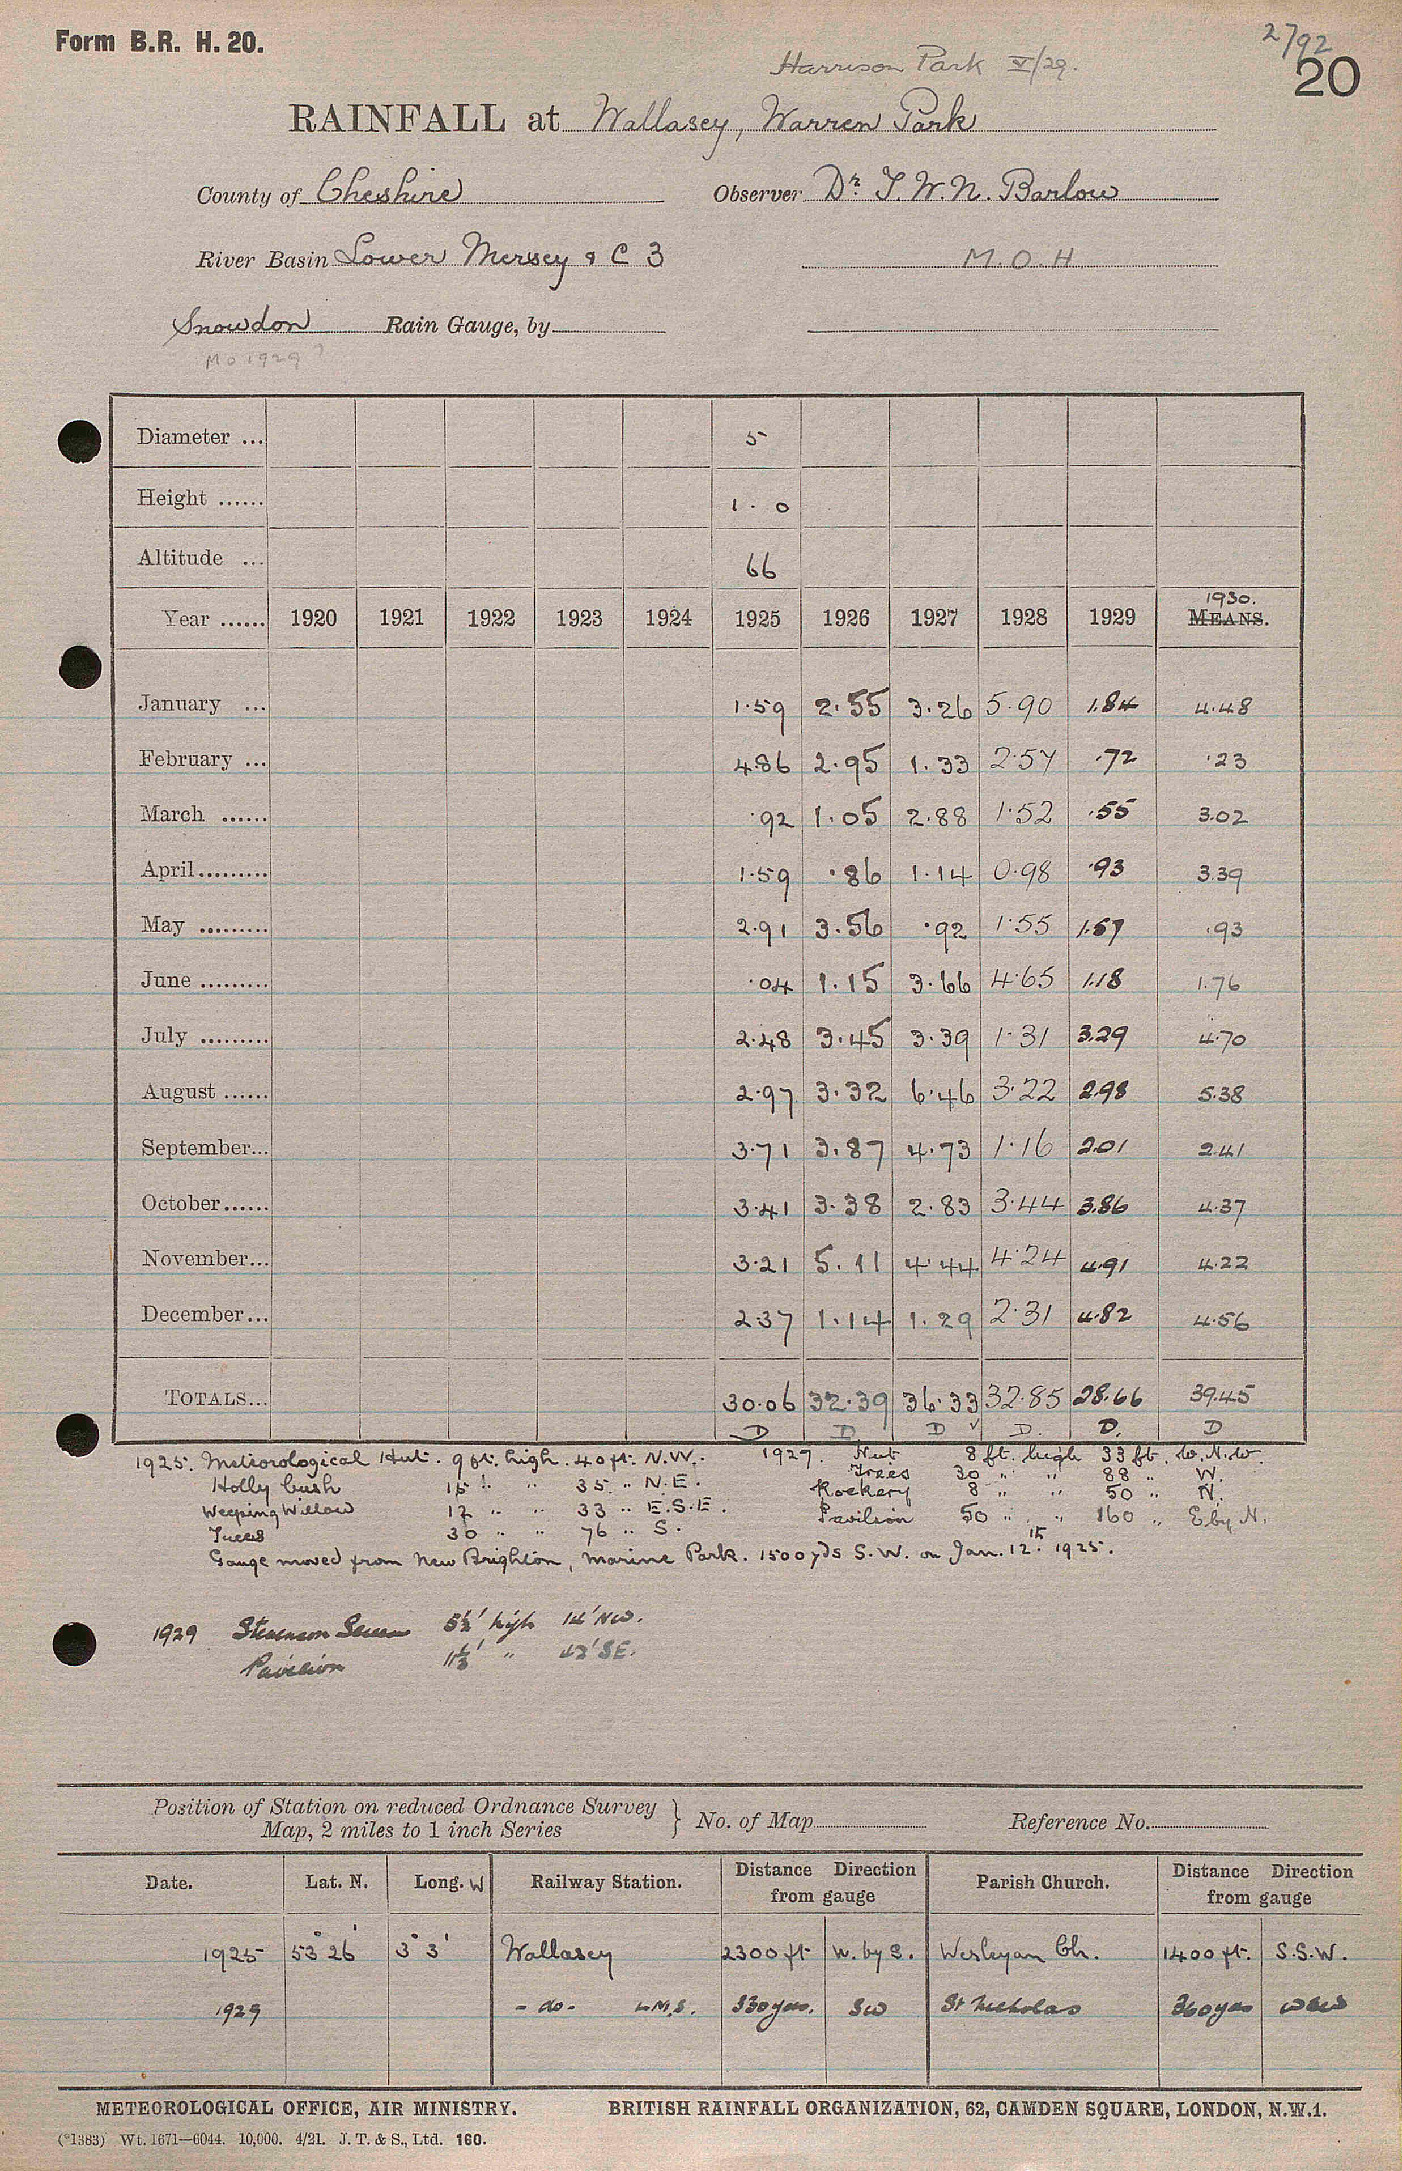 Form B.R. H. 20.
2792
20
Harrison Park V/29.
RAINFALL at Wallasey, Warren Park
County of Cheshire Observer Dr. T. W. N. Barlow
River Basin Lower Mersey & C 3 M. O. H
Snowdon Rain Gauge, by
M O 1929 ?
Diameter ... 5
Height ...... 1 . 0
Altitude ... 66
1930.
Year ...... 1920 1921 1922 1923 1924 1925 1926 1927 1928 1929 MEANS.
January ... 1.59 2.55 3.26 5.90 1.84 4.48
February ... 4.86 2.95 1.33 2.57 .72 .23
March ...... .92 1.05 2.88 1.52 .55 3.02
April......... 1.59 .86 1.14 0.98 .93 3.39
May ......... 2.91 3.56 .92 1.55 1.57 .93
June ......... .04 1.15 3.66 4.65 1.18 1.76
July ......... 2.48 3.45 3.39 1.31 3.29 4.70
August ...... 2.97 3.32 6.46 3.22 2.98 5.38
September... 3.71 3.87 4.73 1.16 2.01 2.41
October...... 3.41 3.38 2.83 3.44 3.86 4.37
November... 3.21 5.11 4.44 4.24 4.91 4.22
December... 2.37 1.14 1.29 2.31 4.82 4.56
TOTALS... 30.06 32.39 36.33 32.85 28.66 39.45
D D. D ✓ D. D. D
1925. Meteorological Hut. 9 ft. high. 40 ft. N.W. 1927. Hut 8 ft. high 33 ft. W.N.W.
Holly bush 15 " " 35 " N.E. Trees 30 " " 88 " W.
Weeping Willow 12 " " 33 " E.S.E. Rockery 8 " " 50 " N.
Trees 30 " " 76 " S. Pavilion 50 " " 160 " E by N.
Gauge moved from New Brighton, Marine Park. 1500 yds S.W. on Jan. 12th 1925.
1929 Stevenson Screen 5½' high 14' NW.
Pavilion 11½' " 43' SE.
Position of Station on reduced Ordnance Survey
Map, 2 miles to 1 inch Series } No. of Map Reference No.
Date. Lat. N. Long. W Railway Station. Distance Direction from gauge Parish Church. Distance Direction from gauge
1925 53° 26' 3° 3' Wallasey 2300 ft W. by S. Wesleyan Ch. 1400 ft. S.S.W.
1929 - do - L.M.S. 330 yds. SW St Nicholas 360 yds WSW
METEOROLOGICAL OFFICE, AIR MINISTRY. BRITISH RAINFALL ORGANIZATION, 62, CAMDEN SQUARE, LONDON, N.W.1.
(*1383) Wt. 1671—6044. 10,000. 4/21. J. T. & S., Ltd. 160.